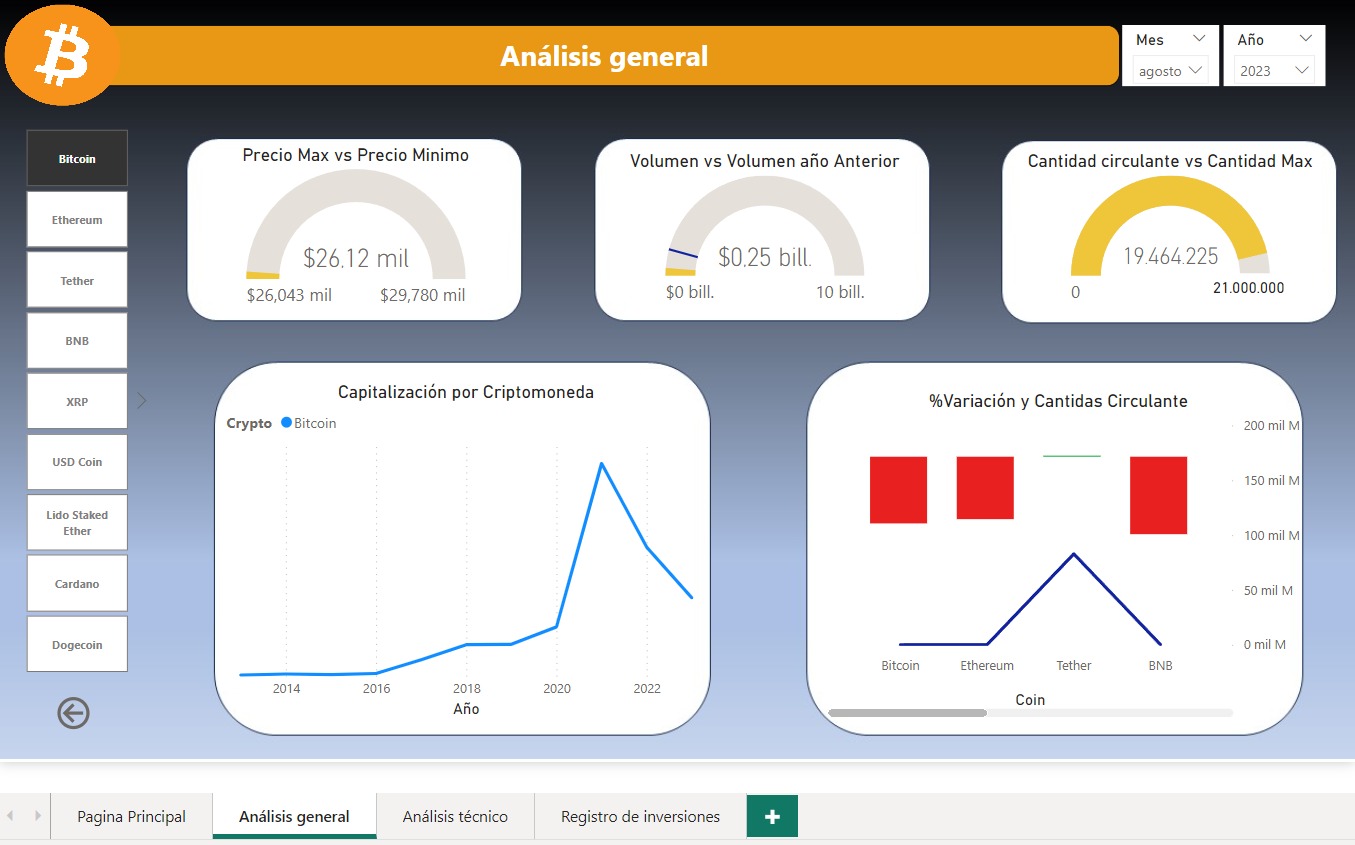 Análisis general
Mes
agosto
Año
2023
Bitcoin
Ethereum
Tether
BNB
XRP
USD Coin
Lido Staked
Ether
Cardano
Dogecoin
Precio Max vs Precio Minimo
$26,12 mil
$26,043 mil
$29,780 mil
Volumen vs Volumen año Anterior
$0,25 bill.
$0 bill.
10 bill.
Cantidad circulante vs Cantidad Max
19.464.225
0
21.000.000
Capitalización por Criptomoneda
Crypto Bitcoin
2014 2016 2018 2020 2022
Año
%Variación y Cantidas Circulante
200 mil M
150 mil M
100 mil M
50 mil M
0 mil M
Bitcoin Ethereum Tether BNB
Coin
Pagina Principal
Análisis general
Análisis técnico
Registro de inversiones